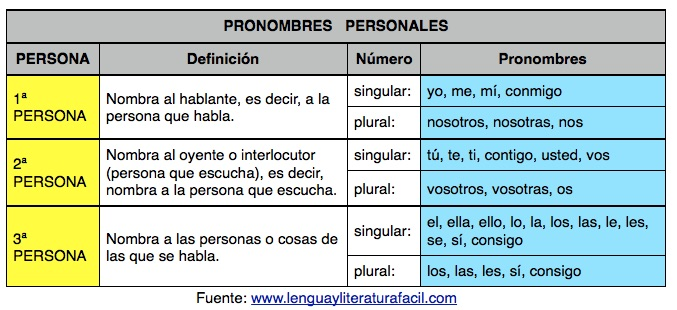 PRONOMBRES PERSONALES
PERSONA Definición Número Pronombres
1ª PERSONA
Nombra al hablante, es decir, a la
persona que habla.
singular: yo, me, mí, conmigo
plural: nosotros, nosotras, nos
2ª PERSONA
Nombra al oyente o interlocutor
(persona que escucha), es decir,
nombra a la persona que escucha.
singular: tú, te, ti, contigo, usted, vos
plural: vosotros, vosotras, os
3ª PERSONA
Nombra a las personas o cosas de
las que se habla.
singular: el, ella, ello, lo, la, los, las, le, les,
se, sí, consigo
plural: los, las, les, sí, consigo
Fuente: www.lenguayliteraturafacil.com